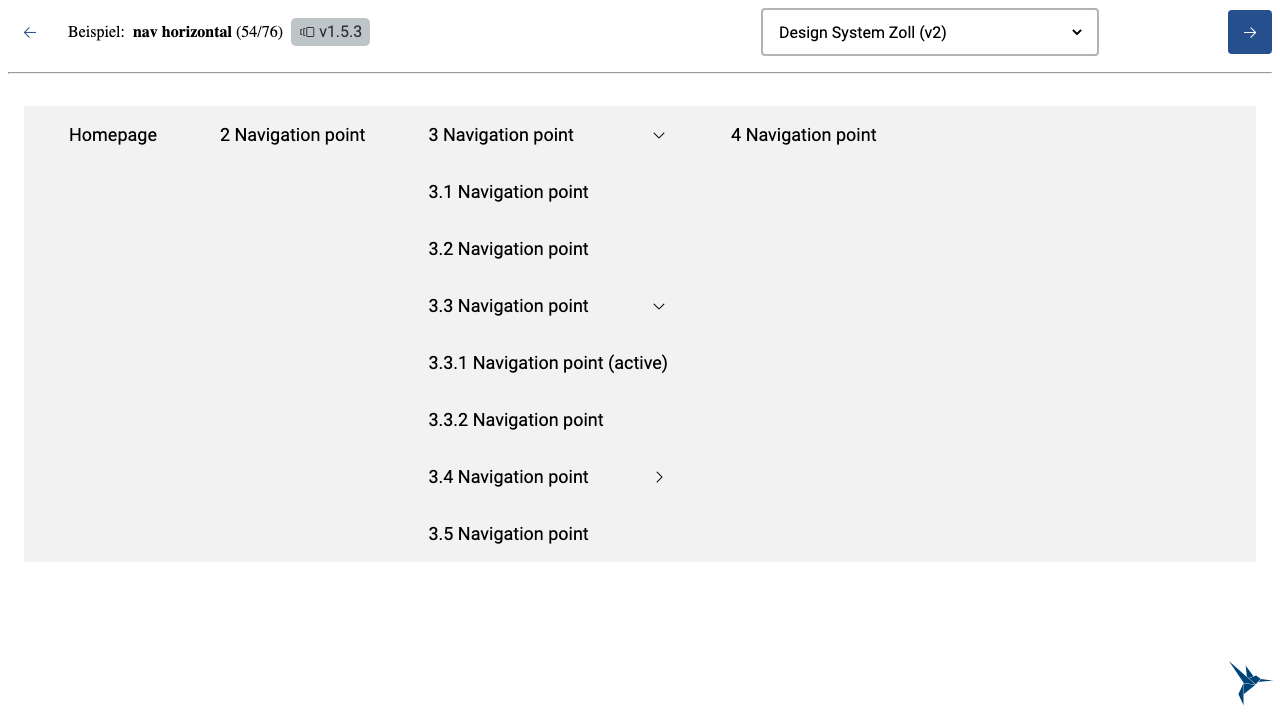 Beispiel: nav horizontal (54/76) v1.5.3 Design System Zoll (v2)
Homepage 2 Navigation point 3 Navigation point 4 Navigation point
3.1 Navigation point
3.2 Navigation point
3.3 Navigation point
3.3.1 Navigation point (active)
3.3.2 Navigation point
3.4 Navigation point
3.5 Navigation point